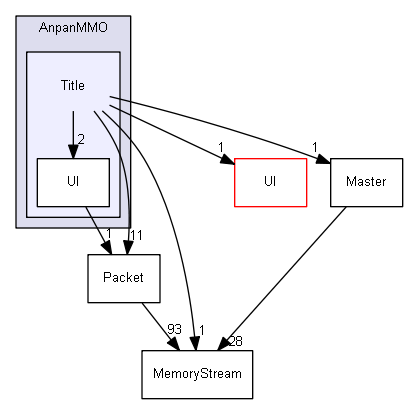 AnpanMMO
Title
2
1
1
UI
UI
Master
1
11
Packet
93
1
28
MemoryStream